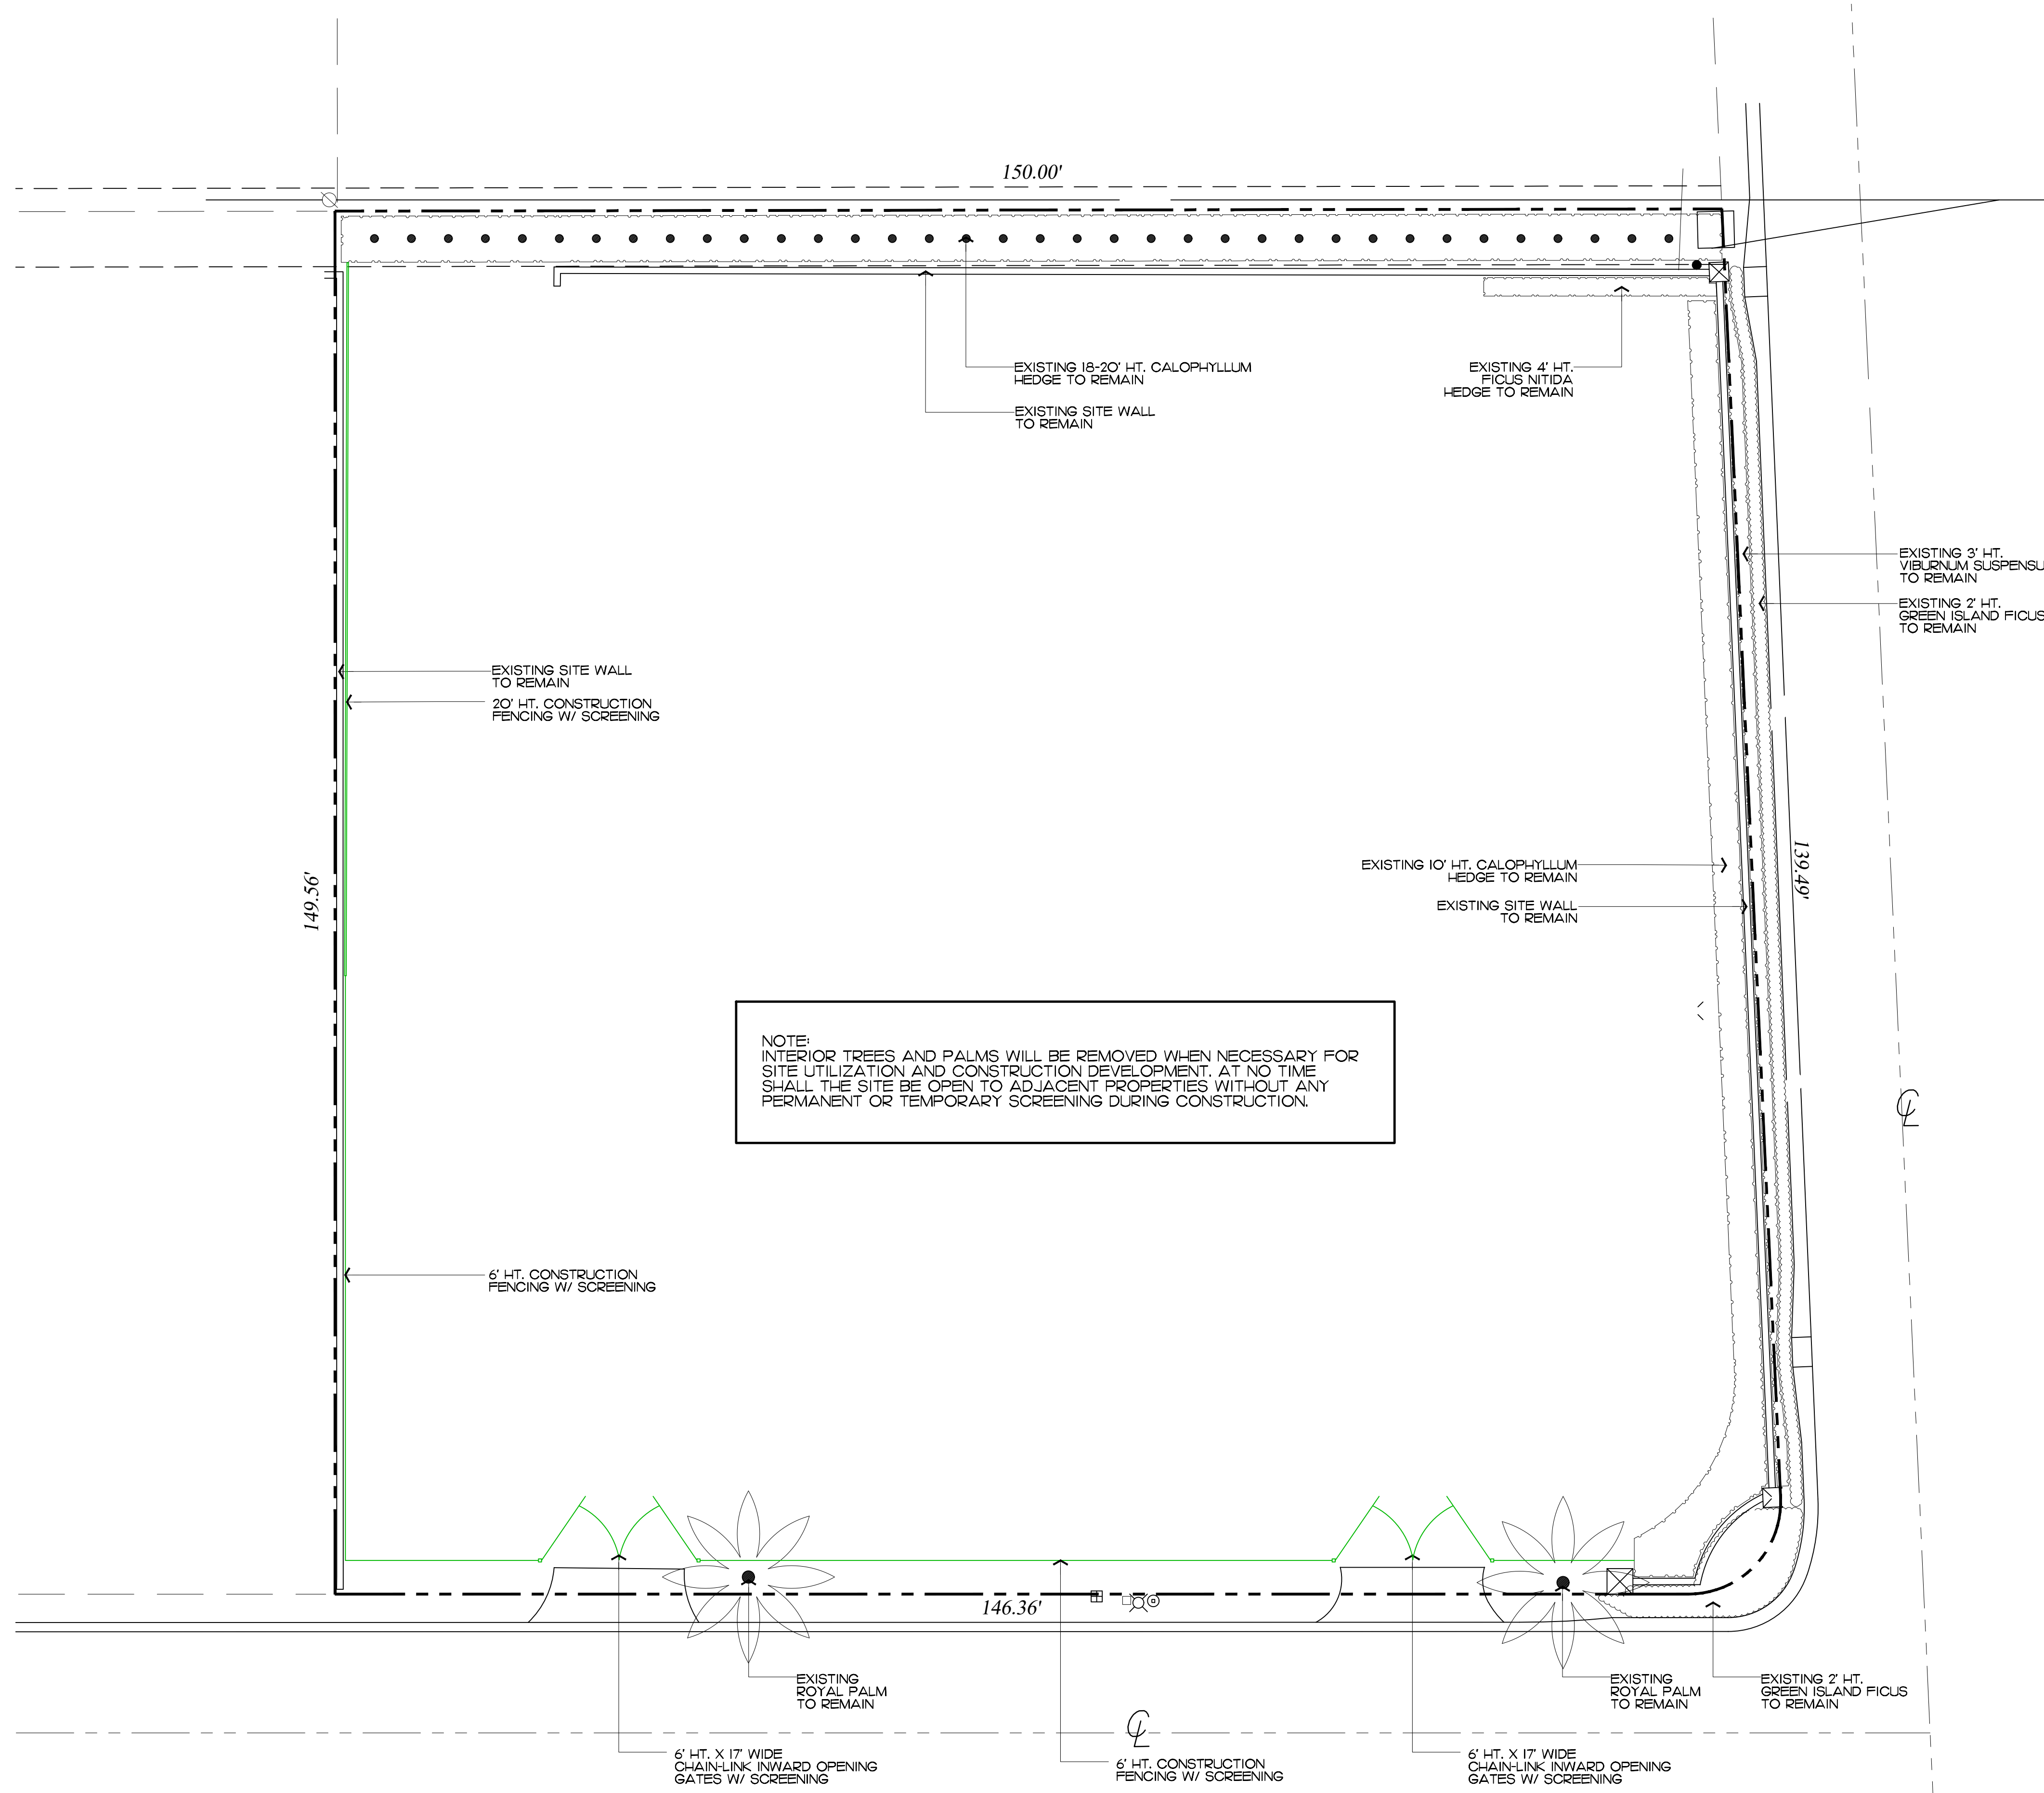 150.00'
EXISTING 18-20' HT. CALOPHYLLUM
HEDGE TO REMAIN
EXISTING SITE WALL
TO REMAIN
EXISTING 4' HT.
FICUS NITIDA
HEDGE TO REMAIN
EXISTING 3' HT.
VIBURNUM SUSPENSU
TO REMAIN
EXISTING 2' HT.
GREEN ISLAND FICUS
TO REMAIN
EXISTING SITE WALL
TO REMAIN
20' HT. CONSTRUCTION
FENCING W/ SCREENING
149.56'
139.49'
EXISTING 10' HT. CALOPHYLLUM
HEDGE TO REMAIN
EXISTING SITE WALL
TO REMAIN
NOTE:
INTERIOR TREES AND PALMS WILL BE REMOVED WHEN NECESSARY FOR
SITE UTILIZATION AND CONSTRUCTION DEVELOPMENT. AT NO TIME
SHALL THE SITE BE OPEN TO ADJACENT PROPERTIES WITHOUT ANY
PERMANENT OR TEMPORARY SCREENING DURING CONSTRUCTION.
CL
6' HT. CONSTRUCTION
FENCING W/ SCREENING
146.36'
EXISTING
ROYAL PALM
TO REMAIN
EXISTING
ROYAL PALM
TO REMAIN
EXISTING 2' HT.
GREEN ISLAND FICUS
TO REMAIN
CL
6' HT. X 17' WIDE
CHAIN-LINK INWARD OPENING
GATES W/ SCREENING
6' HT. CONSTRUCTION
FENCING W/ SCREENING
6' HT. X 17' WIDE
CHAIN-LINK INWARD OPENING
GATES W/ SCREENING